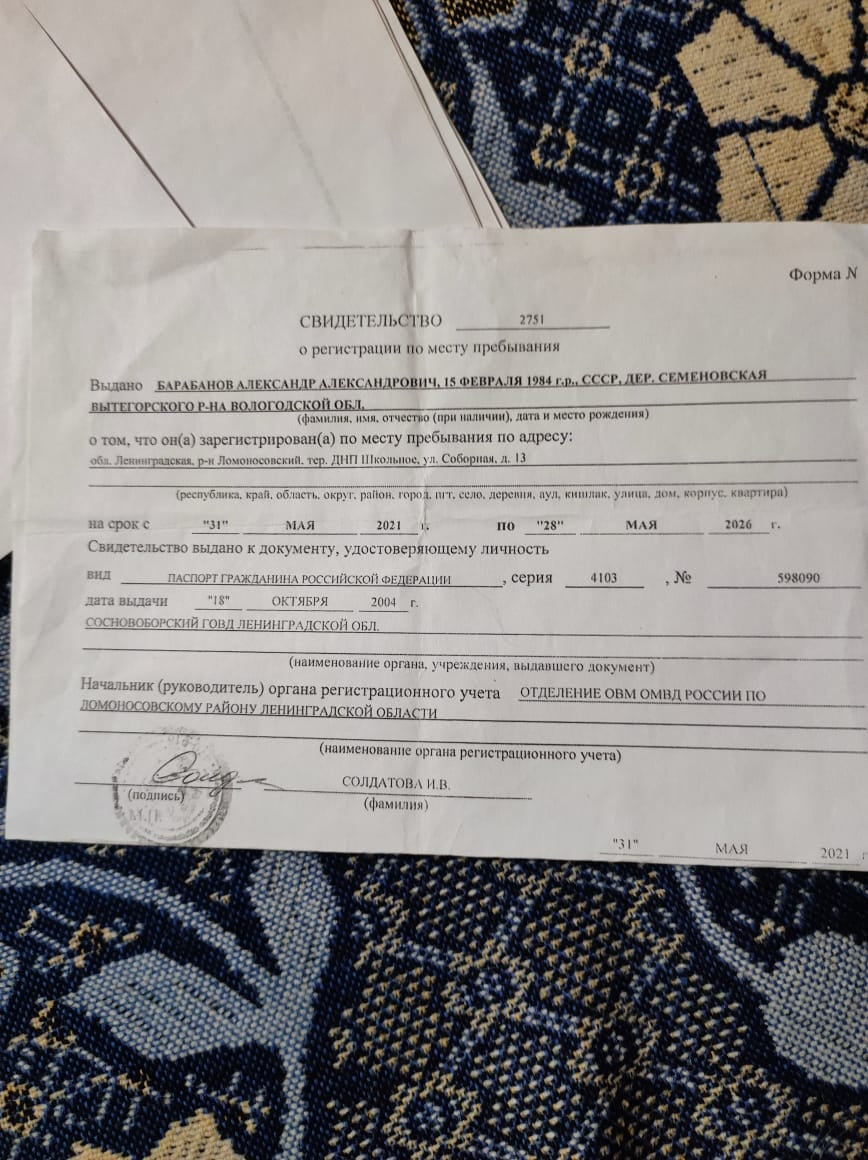 Форма N
СВИДЕТЕЛЬСТВО 2751
о регистрации по месту пребывания
Выдано БАРАБАНОВ АЛЕКСАНДР АЛЕКСАНДРОВИЧ, 15 ФЕВРАЛЯ 1984 г.р., СССР, ДЕР. СЕМЕНОВСКАЯ
ВЫТЕГОРСКОГО Р-НА ВОЛОГОДСКОЙ ОБЛ.
(фамилия, имя, отчество (при наличии), дата и место рождения)
о том, что он(а) зарегистрирован(а) по месту пребывания по адресу:
обл. Ленинградская, р-н Ломоносовский, тер. ДНП Школьное, ул. Соборная, д. 13
(республика, край, область, округ, район, город, пгт, село, деревня, аул, кишлак, улица, дом, корпус, квартира)
на срок с "31" МАЯ 2021 г. по "28" МАЯ 2026 г.
Свидетельство выдано к документу, удостоверяющему личность
вид ПАСПОРТ ГРАЖДАНИНА РОССИЙСКОЙ ФЕДЕРАЦИИ, серия 4103, № 598090
дата выдачи "18" ОКТЯБРЯ 2004 г.
СОСНОВОБОРСКИЙ ГОВД ЛЕНИНГРАДСКОЙ ОБЛ.
(наименование органа, учреждения, выдавшего документ)
Начальник (руководитель) органа регистрационного учета ОТДЕЛЕНИЕ ОВМ ОМВД РОССИИ ПО
ЛОМОНОСОВСКОМУ РАЙОНУ ЛЕНИНГРАДСКОЙ ОБЛАСТИ
(наименование органа регистрационного учета)
СОЛДАТОВА И.В.
(подпись) (фамилия)
М.П.
"31" МАЯ 2021 г